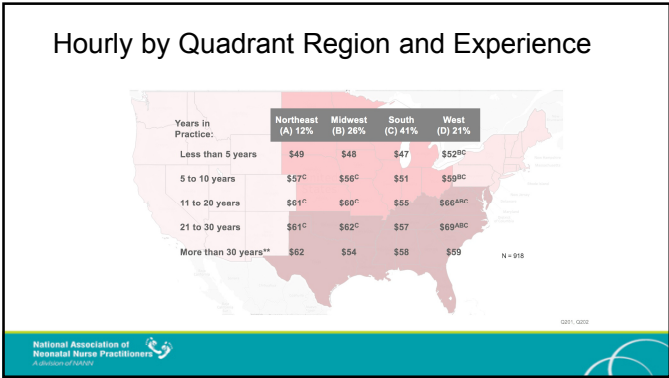 Hourly by Quadrant Region and Experience
Years in Practice: Northeast (A) 12% Midwest (B) 26% South (C) 41% West (D) 21%
Less than 5 years $49 $48 $47 $52ᴮᶜ
5 to 10 years $57ᶜ $56ᶜ $51 $59ᴮᶜ
11 to 20 years $61ᶜ $60ᶜ $55 $66ᴬᴮᶜ
21 to 30 years $61ᶜ $62ᶜ $57 $69ᴬᴮᶜ
More than 30 years** $62 $54 $58 $59
N = 918
Q201, Q202
National Association of
Neonatal Nurse Practitioners
A division of NANN